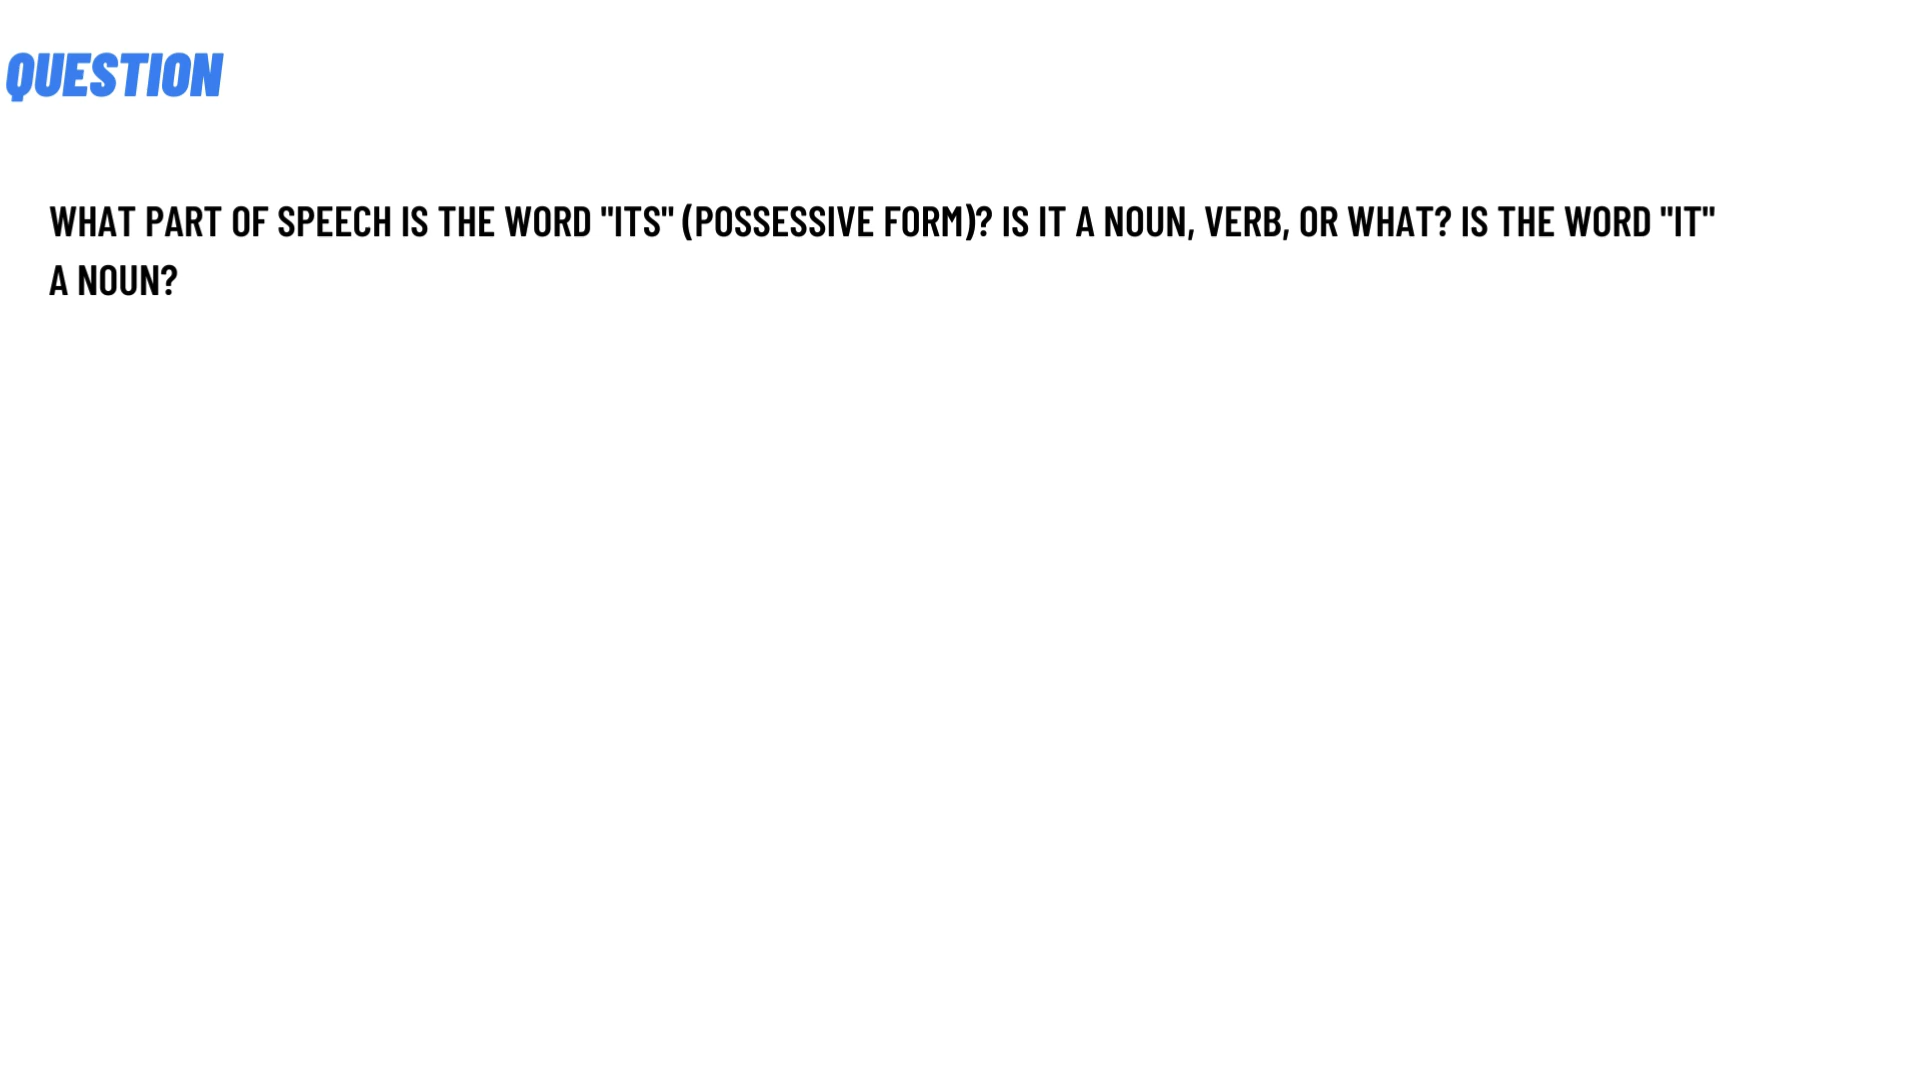 QUESTION
WHAT PART OF SPEECH IS THE WORD "ITS" (POSSESSIVE FORM)? IS IT A NOUN, VERB, OR WHAT? IS THE WORD "IT"
A NOUN?